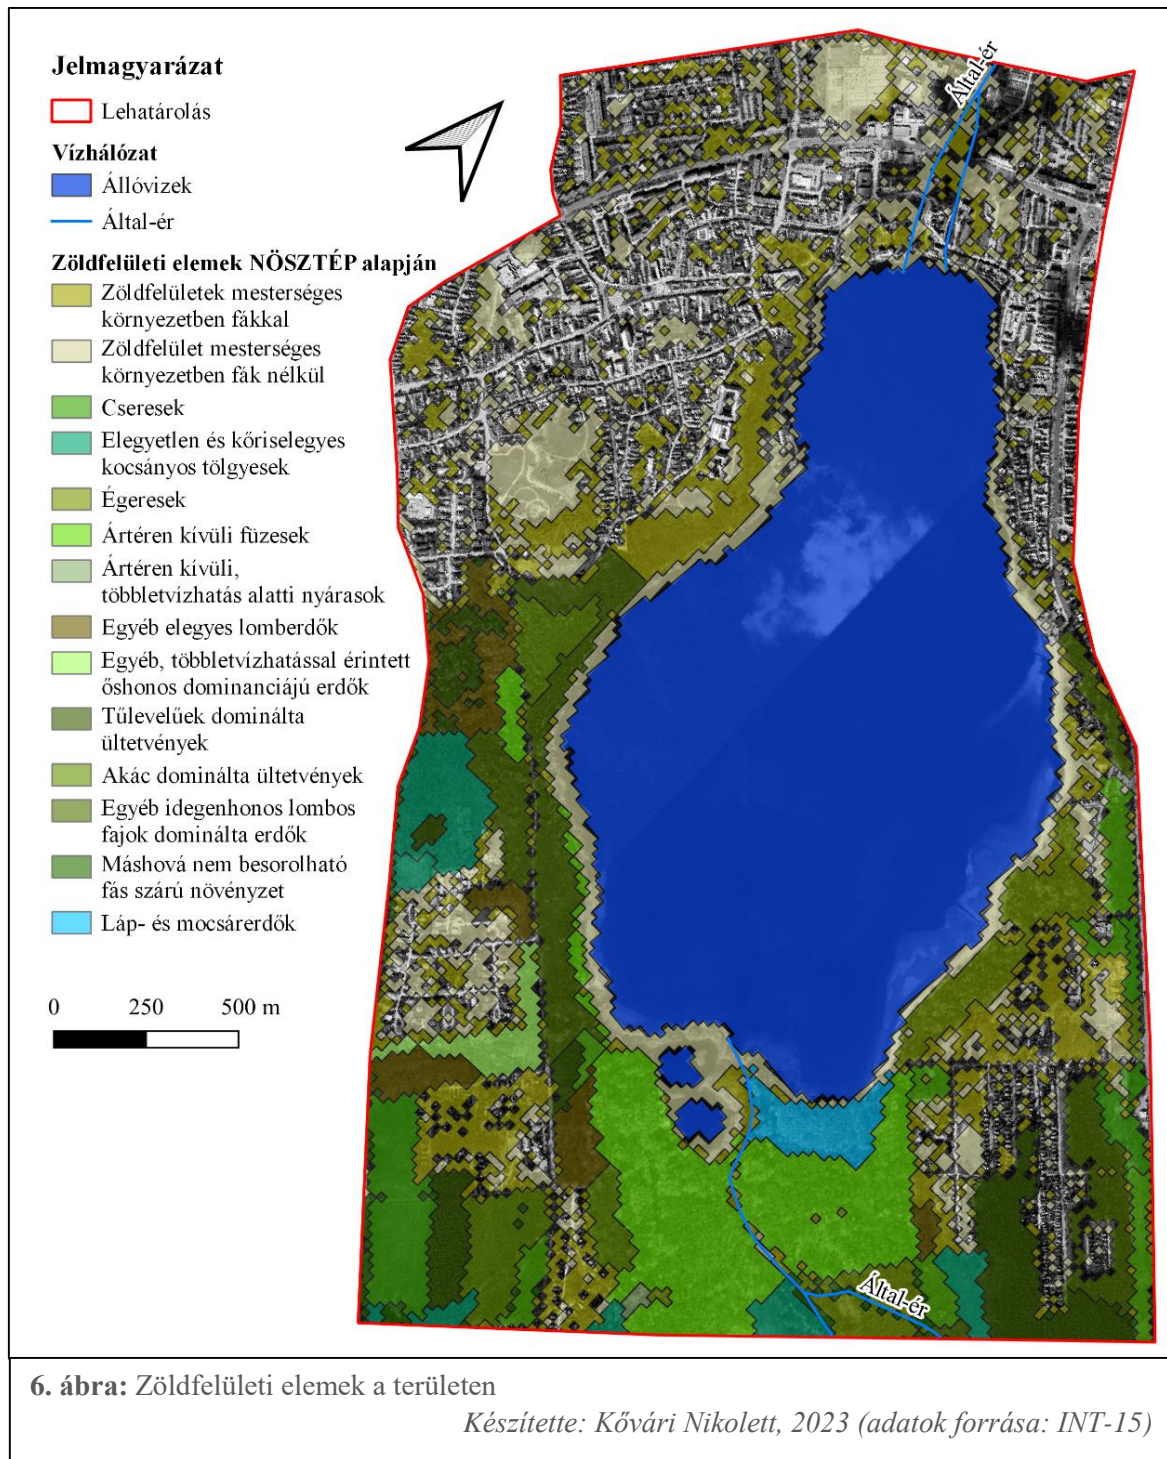 Jelmagyarázat
Lehatárolás
Vízhálózat
Állóvizek
Által-ér
Zöldfelületi elemek NÖSZTÉP alapján
Zöldfelületek mesterséges
környezetben fákkal
Zöldfelület mesterséges
környezetben fák nélkül
Cseresek
Elegyetlen és kőriselegyes
kocsányos tölgyesek
Égeresek
Ártéren kívüli füzesek
Ártéren kívüli,
többletvízhatás alatti nyárasok
Egyéb elegyes lomberdők
Egyéb, többletvízhatással érintett
őshonos dominanciájú erdők
Tűlevelűek dominálta
ültetvények
Akác dominálta ültetvények
Egyéb idegenhonos lombos
fajok dominálta erdők
Máshová nem besorolható
fás szárú növényzet
Láp- és mocsárerdők
0 250 500 m
Által-ér
Által-ér
6. ábra: Zöldfelületi elemek a területen
Készítette: Kővári Nikolett, 2023 (adatok forrása: INT-15)